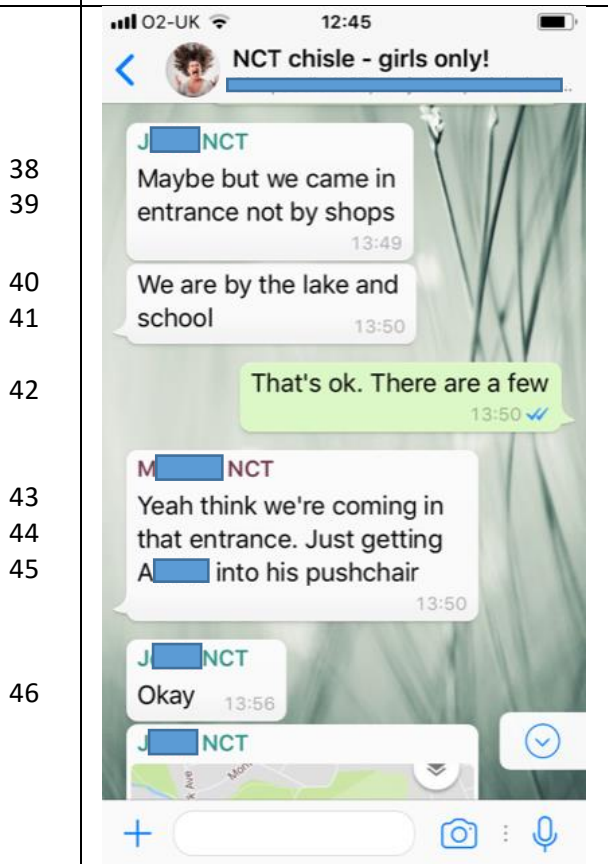 O2-UK 12:45
NCT chisle - girls only!
J NCT
38 Maybe but we came in
39 entrance not by shops
13:49
40 We are by the lake and
41 school 13:50
42 That's ok. There are a few
13:50
M NCT
43 Yeah think we're coming in
44 that entrance. Just getting
45 A into his pushchair
13:50
J NCT
46 Okay 13:56
J NCT
Ave